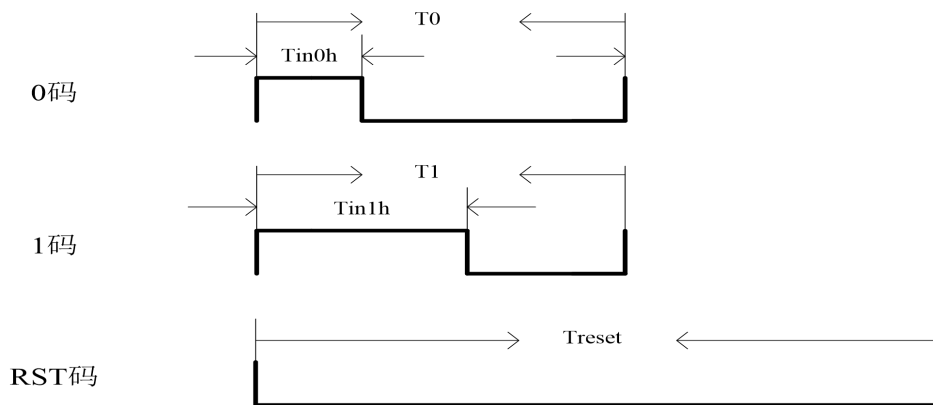 T0
Tin0h
0码
T1
Tin1h
1码
Treset
RST码